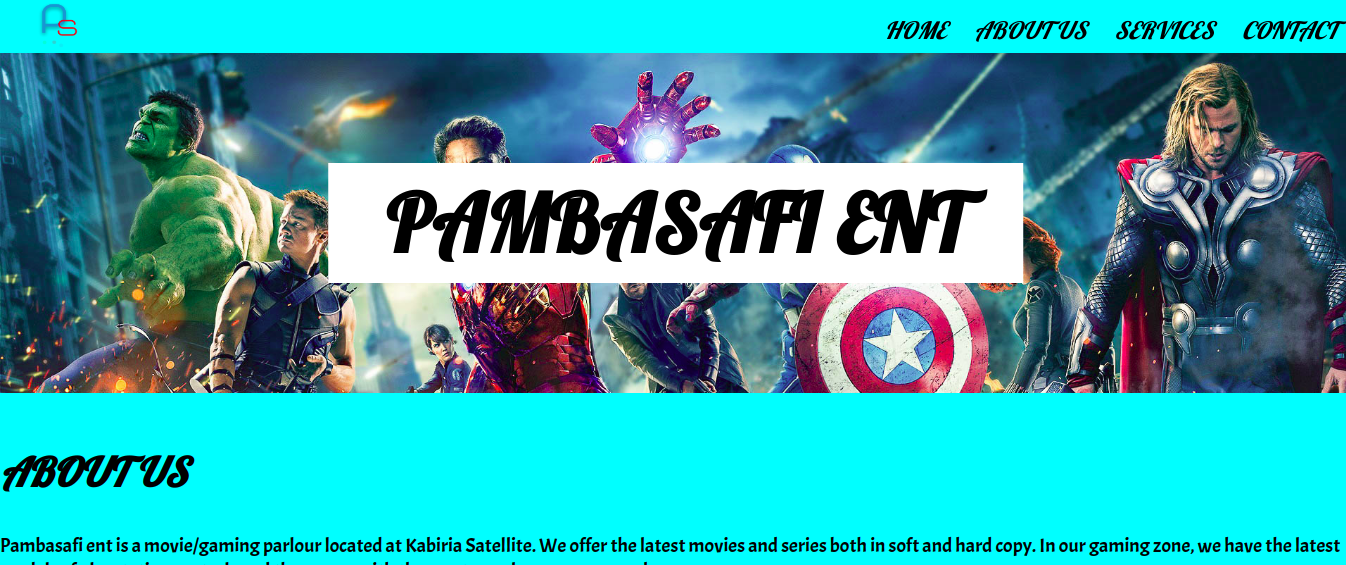 PS
HOME ABOUT US SERVICES CONTACT
PAMBASAFI ENT
ABOUT US
Pambasafi ent is a movie/gaming parlour located at Kabiria Satellite. We offer the latest movies and series both in soft and hard copy. In our gaming zone, we have the latest